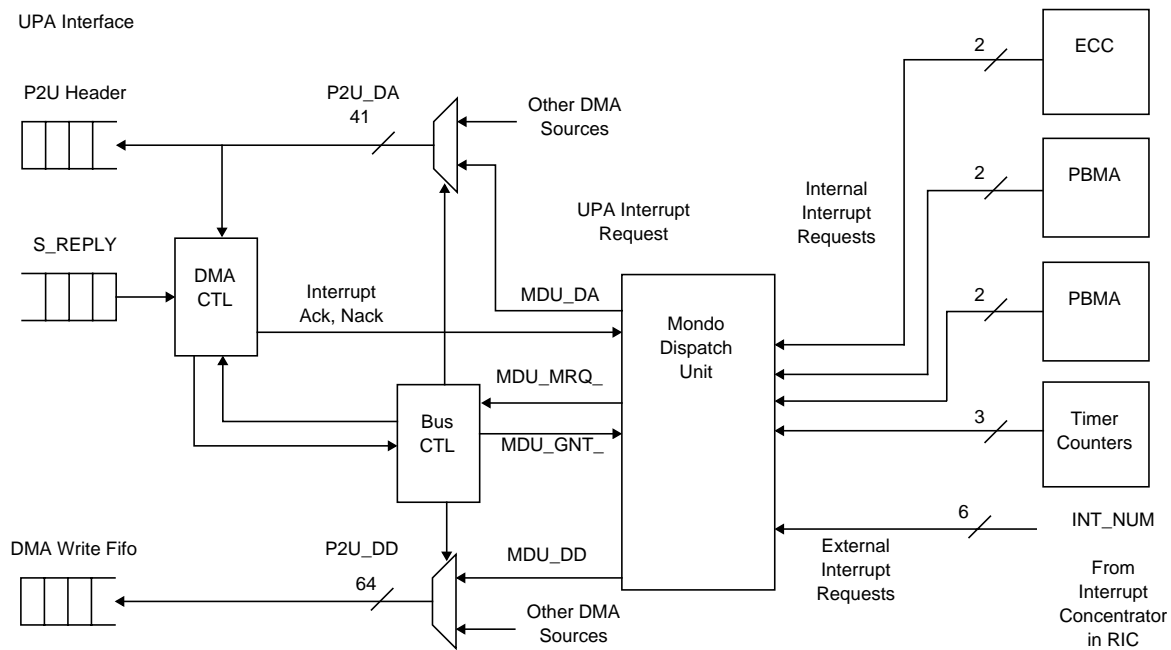 UPA Interface
2
ECC
P2U Header
P2U_DA
41
Other DMA
Sources
2
PBMA
Internal
Interrupt
Requests
UPA Interrupt
Request
S_REPLY
DMA
CTL
Interrupt
Ack, Nack
MDU_DA
Mondo
Dispatch
Unit
2
PBMA
MDU_MRQ_
Bus
CTL
MDU_GNT_
3
Timer
Counters
6
INT_NUM
External
Interrupt
Requests
From
Interrupt
Concentrator
in RIC
DMA Write Fifo
P2U_DD
64
MDU_DD
Other DMA
Sources